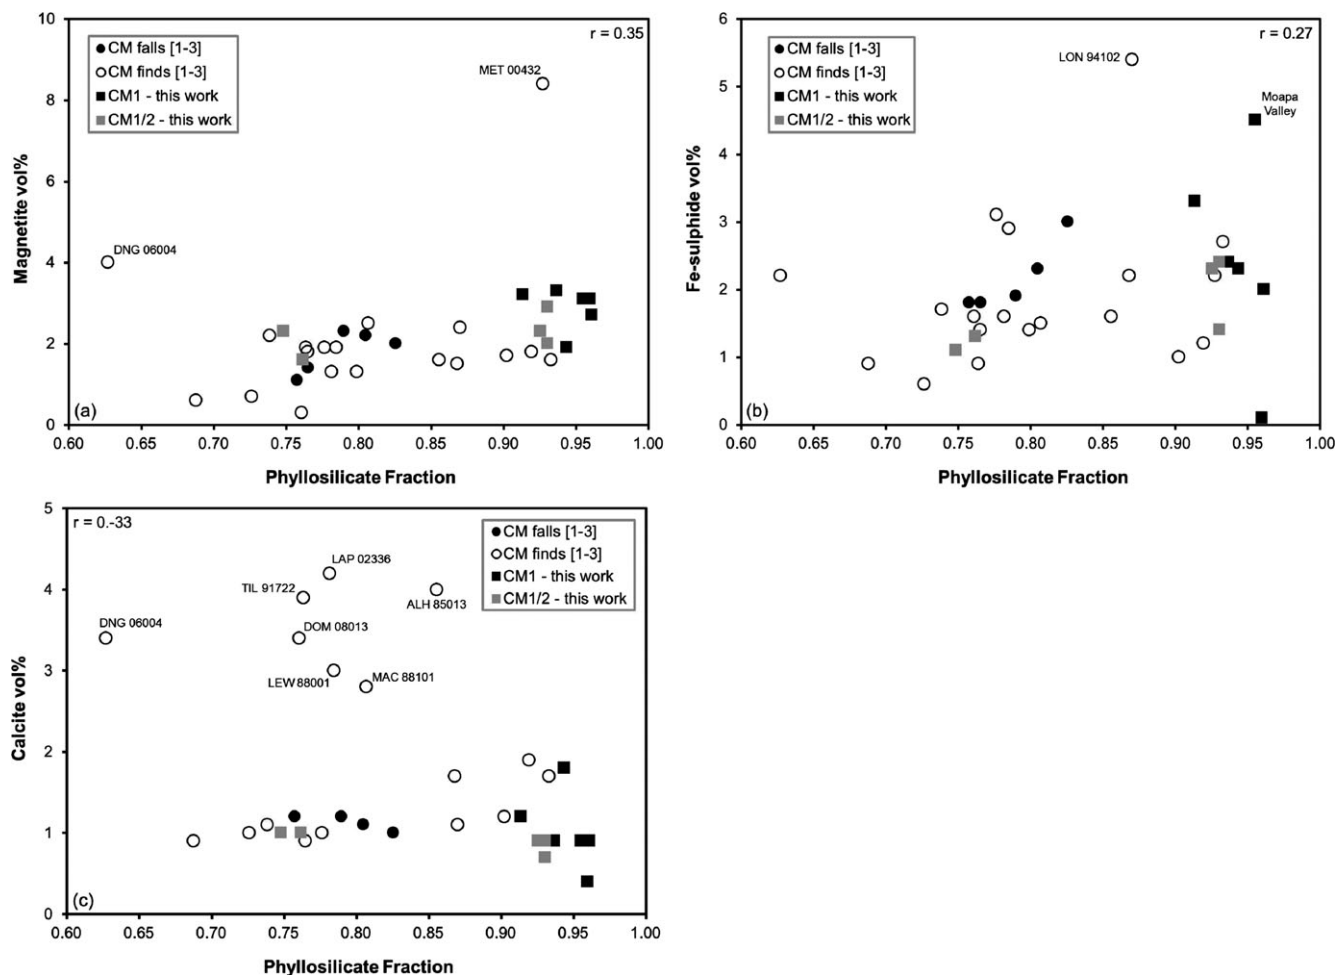 10
8
6
4
2
0
Magnetite vol%
CM falls [1-3]
CM finds [1-3]
CM1 - this work
CM1/2 - this work
r = 0.35
MET 00432
DNG 06004
(a)
0.60 0.65 0.70 0.75 0.80 0.85 0.90 0.95 1.00
Phyllosilicate Fraction
6
5
4
3
2
1
0
Fe-sulphide vol%
CM falls [1-3]
CM finds [1-3]
CM1 - this work
CM1/2 - this work
r = 0.27
LON 94102
Moapa
Valley
(b)
0.60 0.65 0.70 0.75 0.80 0.85 0.90 0.95 1.00
Phyllosilicate Fraction
5
4
3
2
1
0
Calcite vol%
r = 0.-33
CM falls [1-3]
CM finds [1-3]
CM1 - this work
CM1/2 - this work
LAP 02336
TIL 91722
ALH 85013
DNG 06004
DOM 08013
LEW 88001
MAC 88101
(c)
0.60 0.65 0.70 0.75 0.80 0.85 0.90 0.95 1.00
Phyllosilicate Fraction